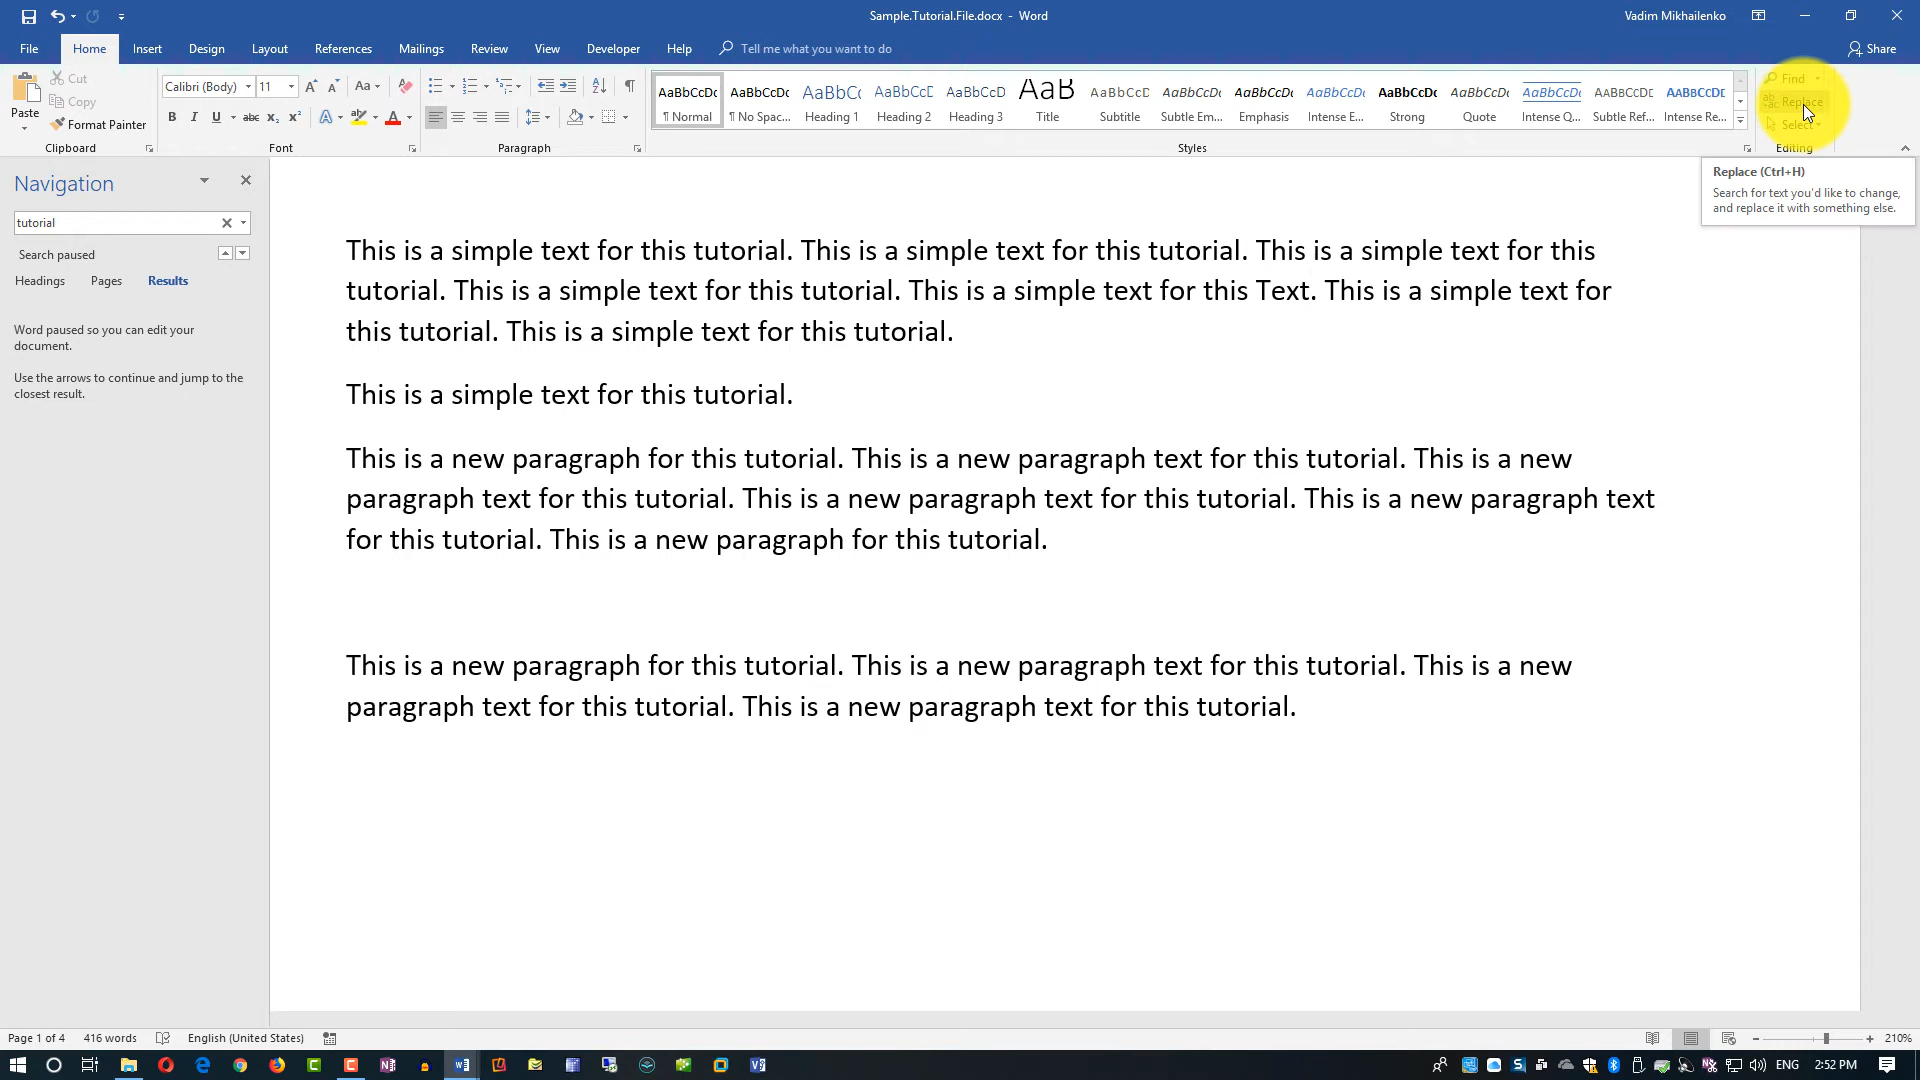 Sample.Tutorial.File.docx - Word
Vadim Mikhailenko
File Home Insert Design Layout References Mailings Review View Developer Help Tell me what you want to do Share
Paste
Cut
Copy
Format Painter
Clipboard
Calibri (Body) 11
Aa
B I U abc x₂ x²
A A
Font
Paragraph
AaBbCcDc AaBbCcDc AaBbCc AaBbCcE AaBbCcD AaB AaBbCcD AaBbCcDc AaBbCcDc AaBbCcDc AaBbCcDc AaBbCcDc AaBbCcDc AABBCCDE AABBCCDE
¶ Normal ¶ No Spac... Heading 1 Heading 2 Heading 3 Title Subtitle Subtle Em... Emphasis Intense E... Strong Quote Intense Q... Subtle Ref... Intense Re...
Styles
Find
Replace
Select
Editing
Replace (Ctrl+H)
Search for text you'd like to change,
and replace it with something else.
Navigation
tutorial
Search paused
Headings Pages Results
Word paused so you can edit your
document.
Use the arrows to continue and jump to the
closest result.
This is a simple text for this tutorial. This is a simple text for this tutorial. This is a simple text for this
tutorial. This is a simple text for this tutorial. This is a simple text for this Text. This is a simple text for
this tutorial. This is a simple text for this tutorial.
This is a simple text for this tutorial.
This is a new paragraph for this tutorial. This is a new paragraph text for this tutorial. This is a new
paragraph text for this tutorial. This is a new paragraph text for this tutorial. This is a new paragraph text
for this tutorial. This is a new paragraph for this tutorial.
This is a new paragraph for this tutorial. This is a new paragraph text for this tutorial. This is a new
paragraph text for this tutorial. This is a new paragraph text for this tutorial.
Page 1 of 4 416 words English (United States) 210%
ENG 2:52 PM